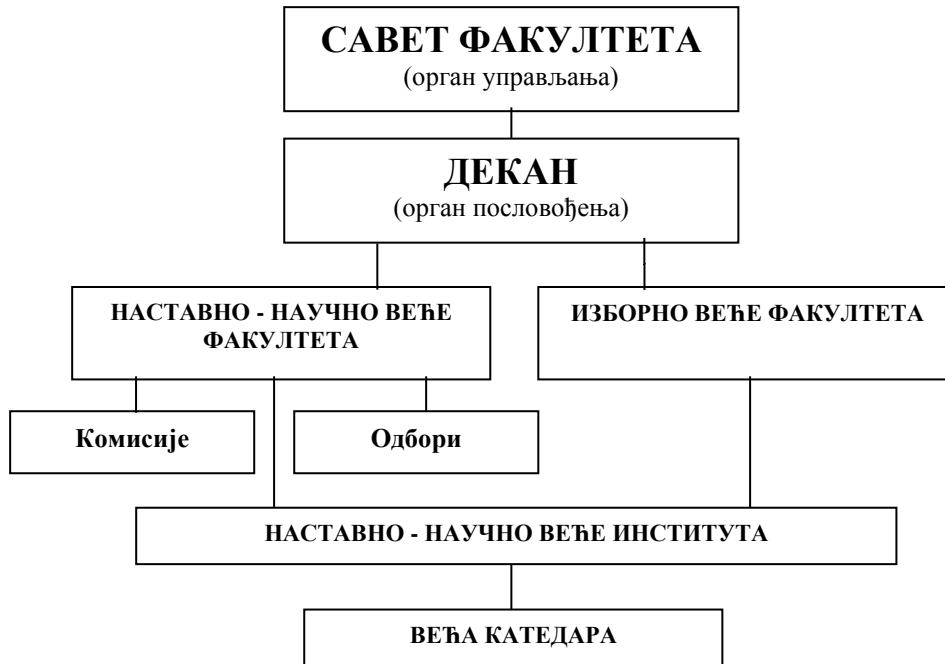 САВЕТ ФАКУЛТЕТА
(орган управљања)
ДЕКАН
(орган пословођења)
НАСТАВНО - НАУЧНО ВЕЋЕ
ФАКУЛТЕТА
ИЗБОРНО ВЕЋЕ ФАКУЛТЕТА
Комисије
Одбори
НАСТАВНО - НАУЧНО ВЕЋЕ ИНСТИТУТА
ВЕЋА КАТЕДАРА